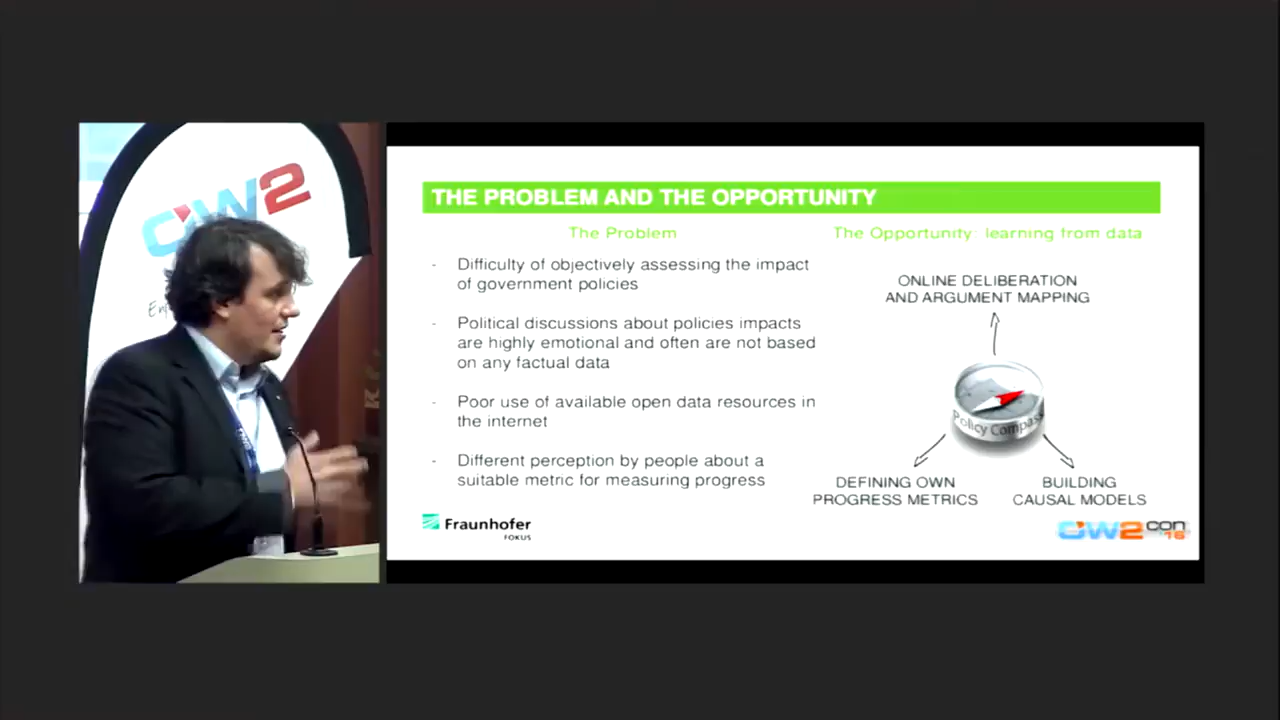 OW2
THE PROBLEM AND THE OPPORTUNITY
The Problem
- Difficulty of objectively assessing the impact
of government policies
- Political discussions about policies impacts
are highly emotional and often are not based
on any factual data
- Poor use of available open data resources in
the internet
- Different perception by people about a
suitable metric for measuring progress
The Opportunity: learning from data
ONLINE DELIBERATION
AND ARGUMENT MAPPING
Policy Compass
DEFINING OWN
PROGRESS METRICS
BUILDING
CAUSAL MODELS
Fraunhofer
FOKUS
OW2 con
'16